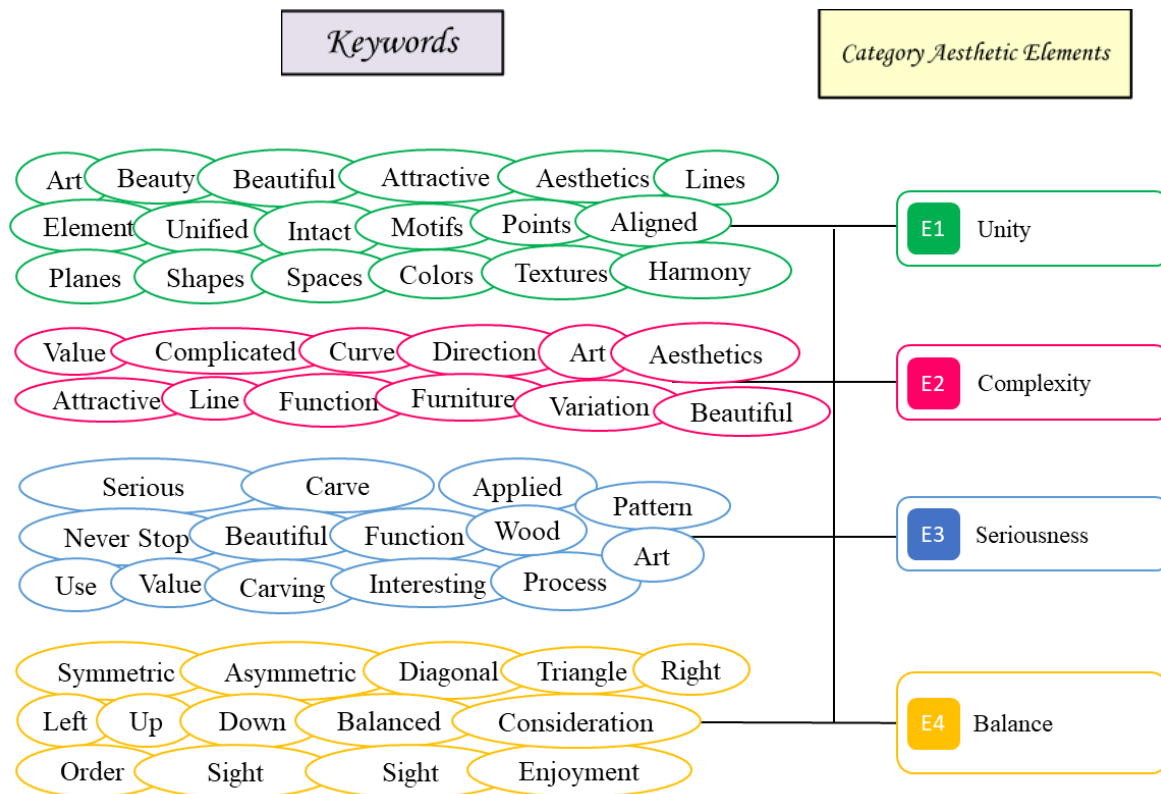 Keywords
Category Aesthetic Elements
Art Beauty Beautiful Attractive Aesthetics Lines
Element Unified Intact Motifs Points Aligned
Planes Shapes Spaces Colors Textures Harmony
E1 Unity
Value Complicated Curve Direction Art Aesthetics
Attractive Line Function Furniture Variation Beautiful
E2 Complexity
Serious Carve Applied Pattern
Never Stop Beautiful Function Wood Art
Use Value Carving Interesting Process
E3 Seriousness
Symmetric Asymmetric Diagonal Triangle Right
Left Up Down Balanced Consideration
Order Sight Sight Enjoyment
E4 Balance